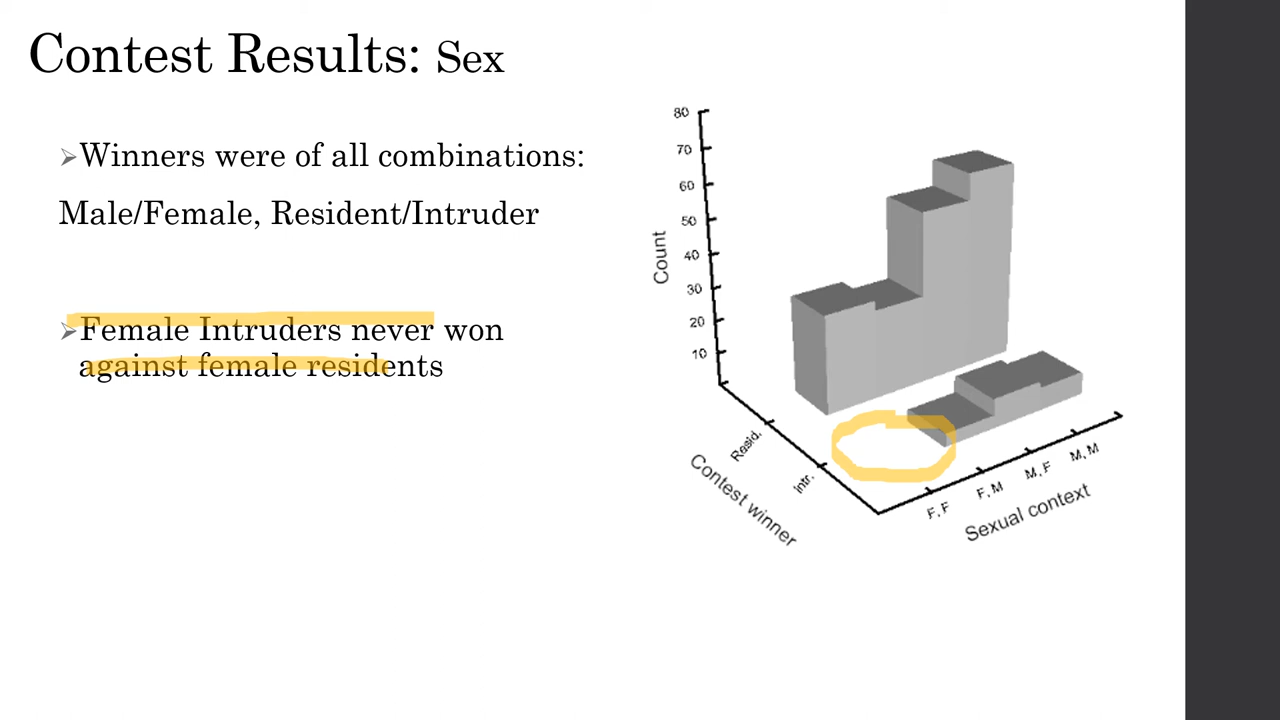 Contest Results: Sex
➢Winners were of all combinations:
Male/Female, Resident/Intruder
➢Female Intruders never won
against female residents
80
70
60
50
40
30
20
10
Count
Resid.
Intr.
Contest winner
F, F
F, M
M, F
M, M
Sexual context